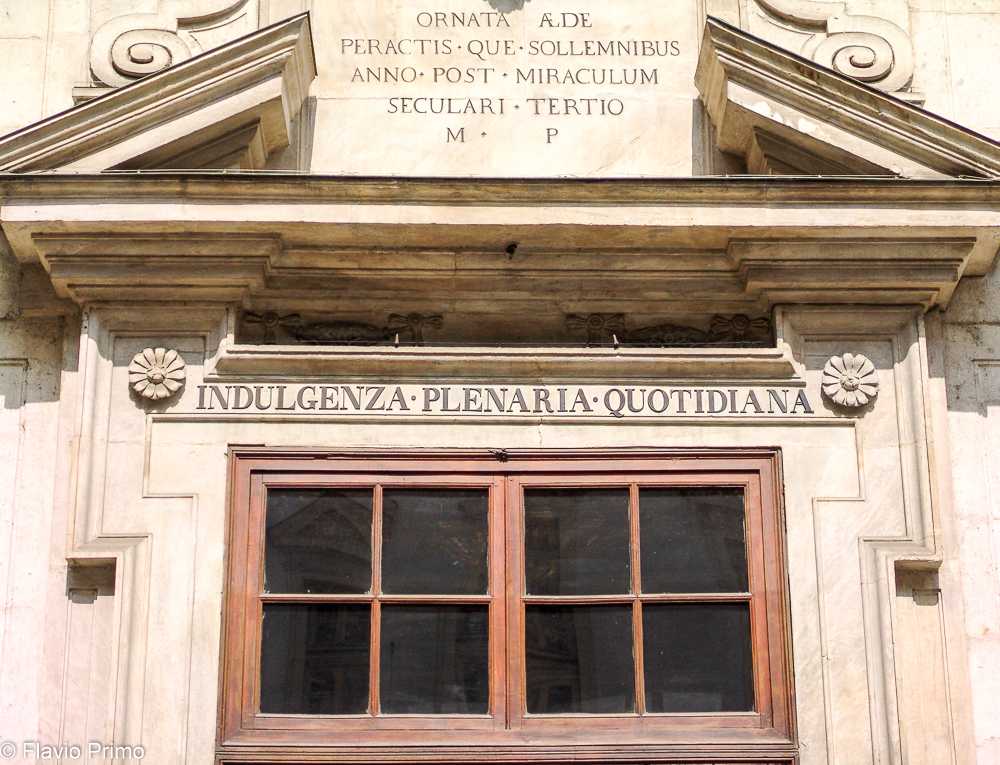 ORNATA ÆDE
PERACTIS · QUE · SOLLEMNIBUS
ANNO · POST · MIRACULUM
SECULARI · TERTIO
M · P
INDULGENZA · PLENARIA · QUOTIDIANA
© Flavio Primo